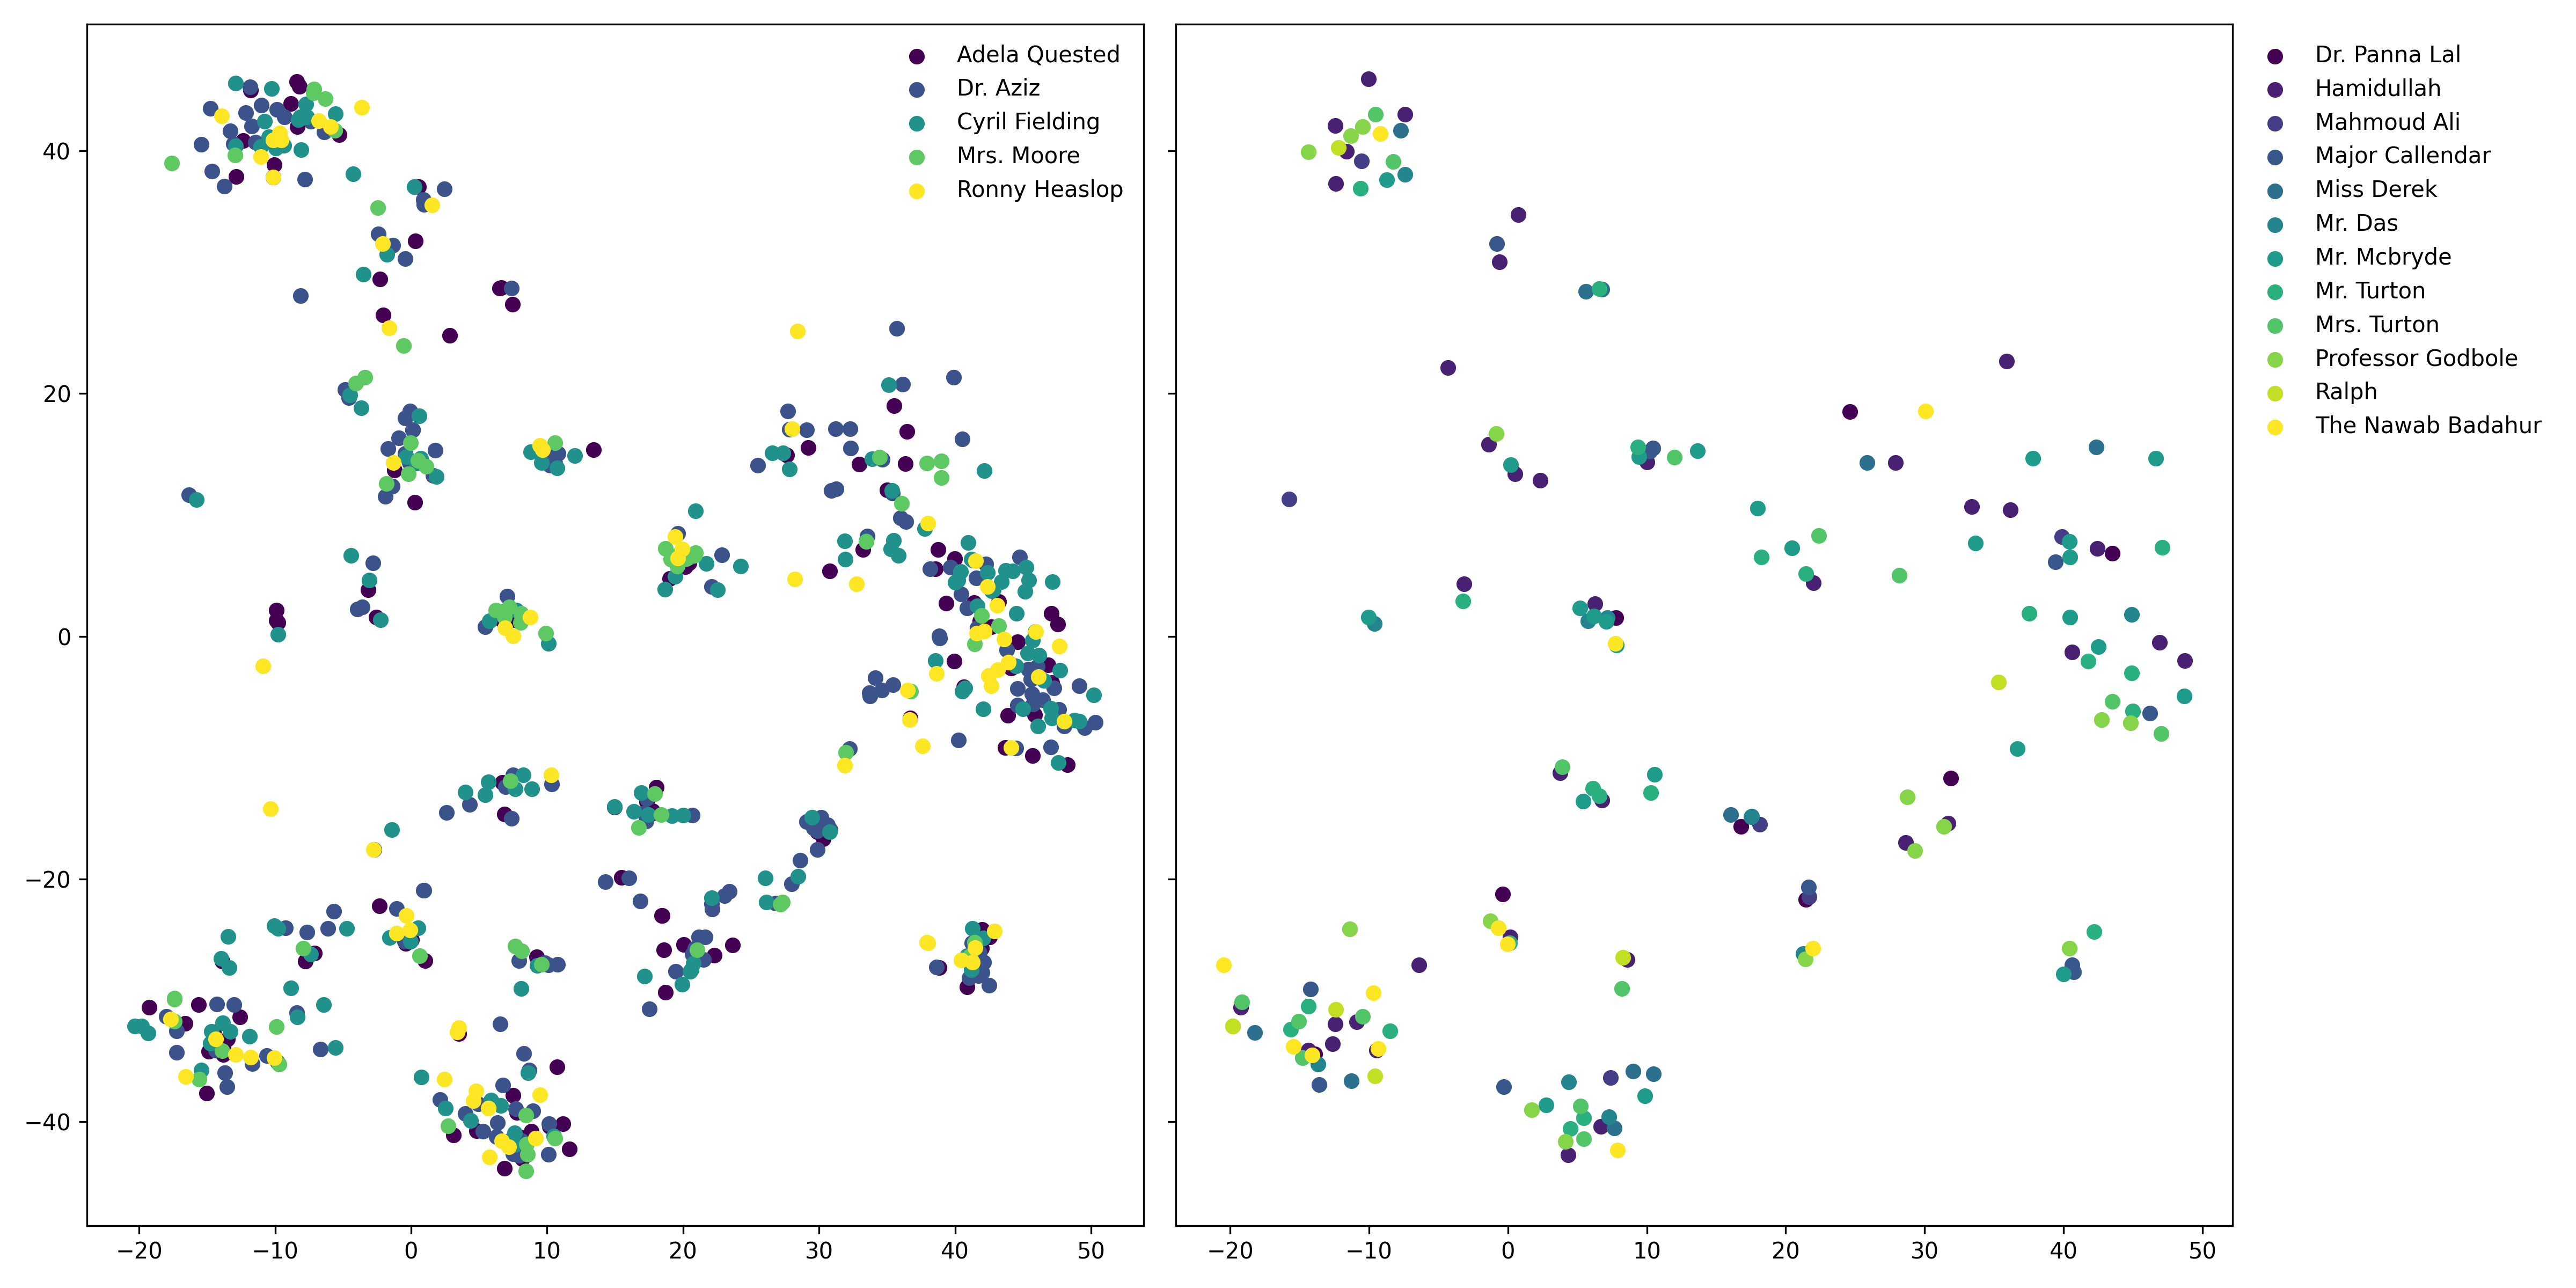 Adela Quested
Dr. Aziz
Cyril Fielding
Mrs. Moore
Ronny Heaslop
40
20
0
−20
−40
−20 −10 0 10 20 30 40 50
−20 −10 0 10 20 30 40 50
Dr. Panna Lal
Hamidullah
Mahmoud Ali
Major Callendar
Miss Derek
Mr. Das
Mr. Mcbryde
Mr. Turton
Mrs. Turton
Professor Godbole
Ralph
The Nawab Badahur